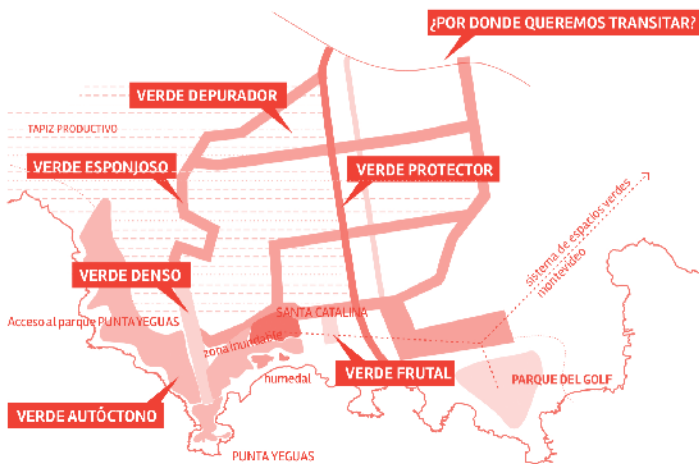 ¿POR DONDE QUEREMOS TRANSITAR?
VERDE DEPURADOR
TAPIZ PRODUCTIVO
VERDE ESPONJOSO
VERDE PROTECTOR
sistema de espacios verdes
montevideo
VERDE DENSO
Acceso al parque PUNTA YEGUAS
SANTA CATALINA
zona inundable
humedal
VERDE FRUTAL
PARQUE DEL GOLF
VERDE AUTÓCTONO
PUNTA YEGUAS